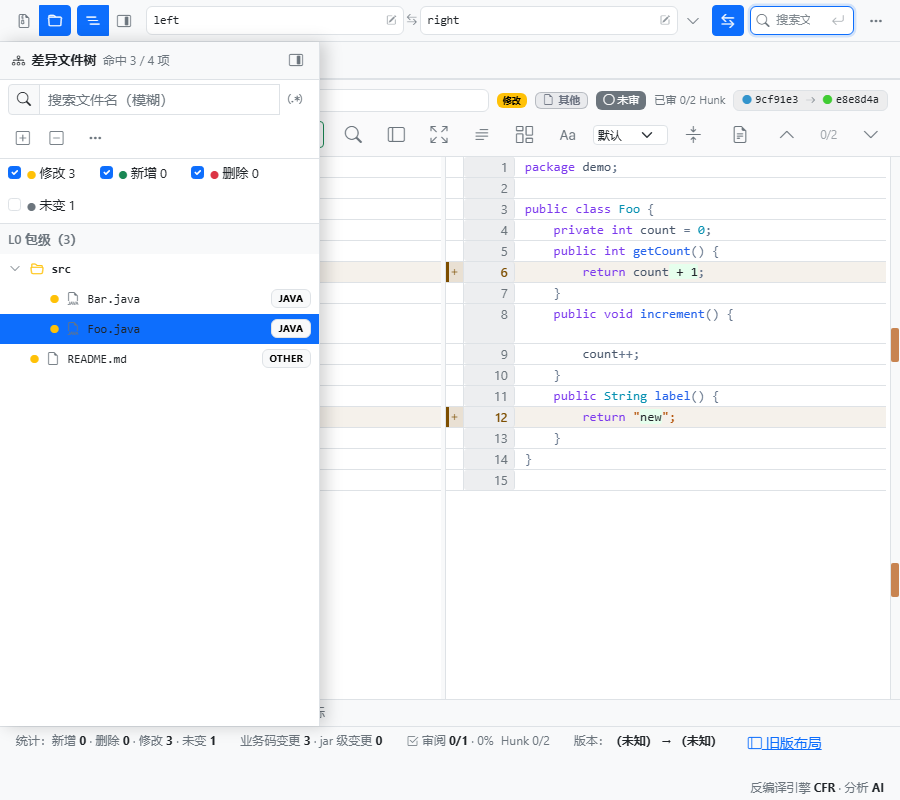 left
right
搜索文
差异文件树 命中 3 / 4 项
搜索文件名（模糊）
(.*)
修改 3
新增 0
删除 0
未变 1
L0 包级（3）
src
Bar.java JAVA
Foo.java JAVA
README.md OTHER
修改 其他 未审 已审 0/2 Hunk 9cf91e3 → e8e8d4a
Aa 默认 0/2
1 package demo;
2
3 public class Foo {
4 private int count = 0;
5 public int getCount() {
+ 6 return count + 1;
7 }
8 public void increment() {
9 count++;
10 }
11 public String label() {
+ 12 return "new";
13 }
14 }
15
统计: 新增 0 · 删除 0 · 修改 3 · 未变 1 业务码变更 3 · jar 级变更 0 审阅 0/1 · 0% Hunk 0/2 版本: (未知) → (未知) 旧版布局
反编译引擎 CFR · 分析 AI